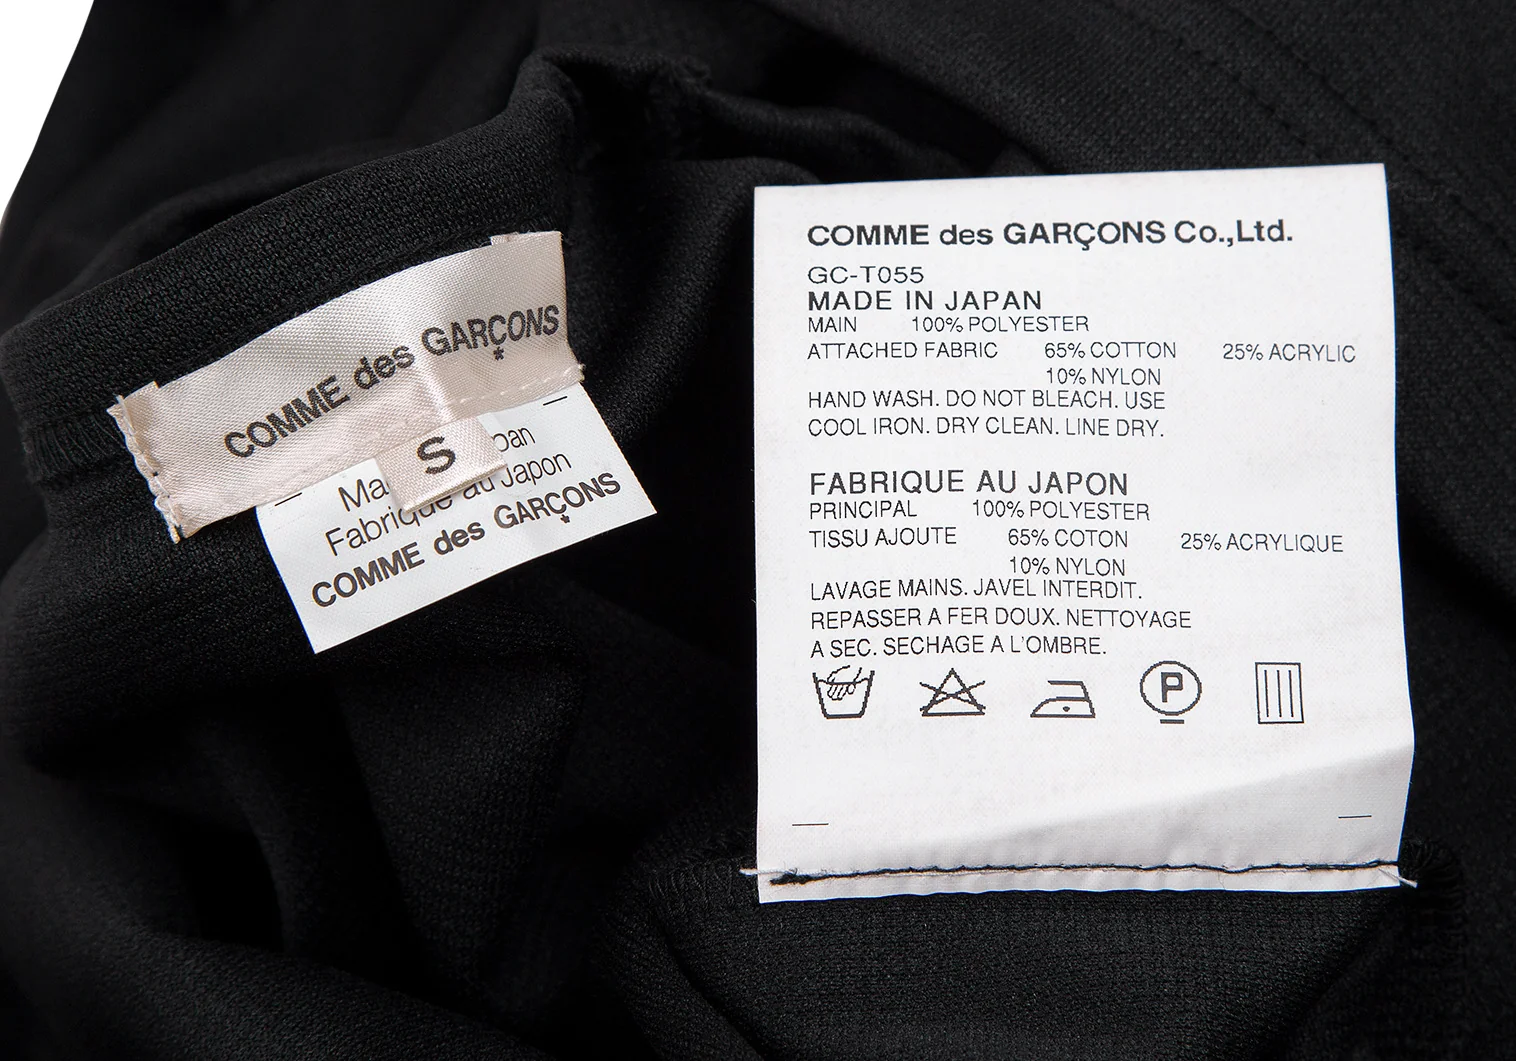 COMME des GARÇONS
S
Fabrique au Japon
COMME des GARÇONS
COMME des GARÇONS Co.,Ltd.
GC-T055
MADE IN JAPAN
MAIN 100% POLYESTER
ATTACHED FABRIC 65% COTTON 25% ACRYLIC
10% NYLON
HAND WASH. DO NOT BLEACH. USE
COOL IRON. DRY CLEAN. LINE DRY.
FABRIQUE AU JAPON
PRINCIPAL 100% POLYESTER
TISSU AJOUTE 65% COTON 25% ACRYLIQUE
10% NYLON
LAVAGE MAINS. JAVEL INTERDIT.
REPASSER A FER DOUX. NETTOYAGE
A SEC. SECHAGE A L'OMBRE.
P